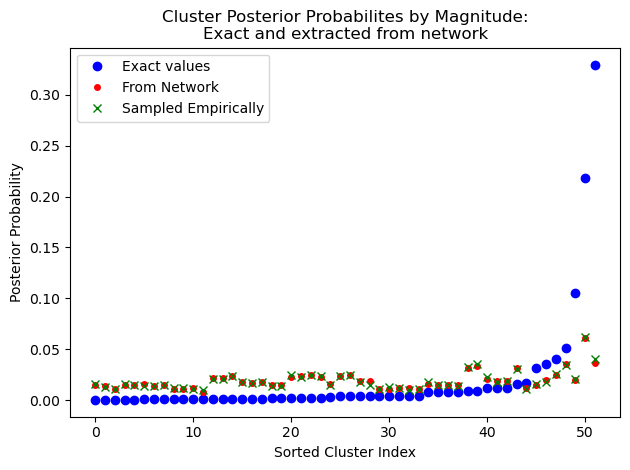 Cluster Posterior Probabilites by Magnitude:
Exact and extracted from network
Exact values
From Network
Sampled Empirically
Posterior Probability
0.30
0.25
0.20
0.15
0.10
0.05
0.00
0 10 20 30 40 50
Sorted Cluster Index